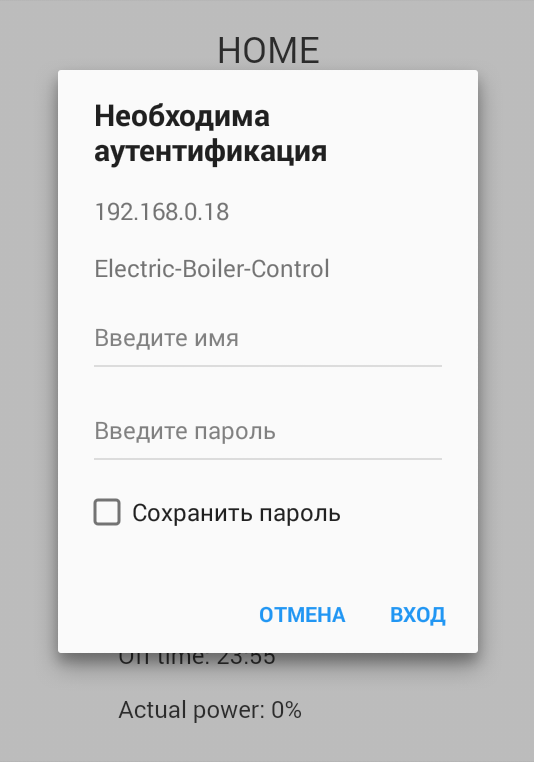 HOME
Необходима
аутентификация
192.168.0.18
Electric-Boiler-Control
Введите имя
Введите пароль
Сохранить пароль
ОТМЕНА ВХОД
Off time: 23:55
Actual power: 0%